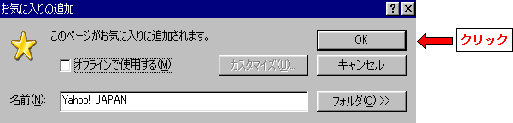 お気に入りの追加
このページがお気に入りに追加されます。
OK
クリック
オフラインで使用する(M)
カスタマイズ(U)...
キャンセル
名前(N):
Yahoo! JAPAN
フォルダ(C) >>